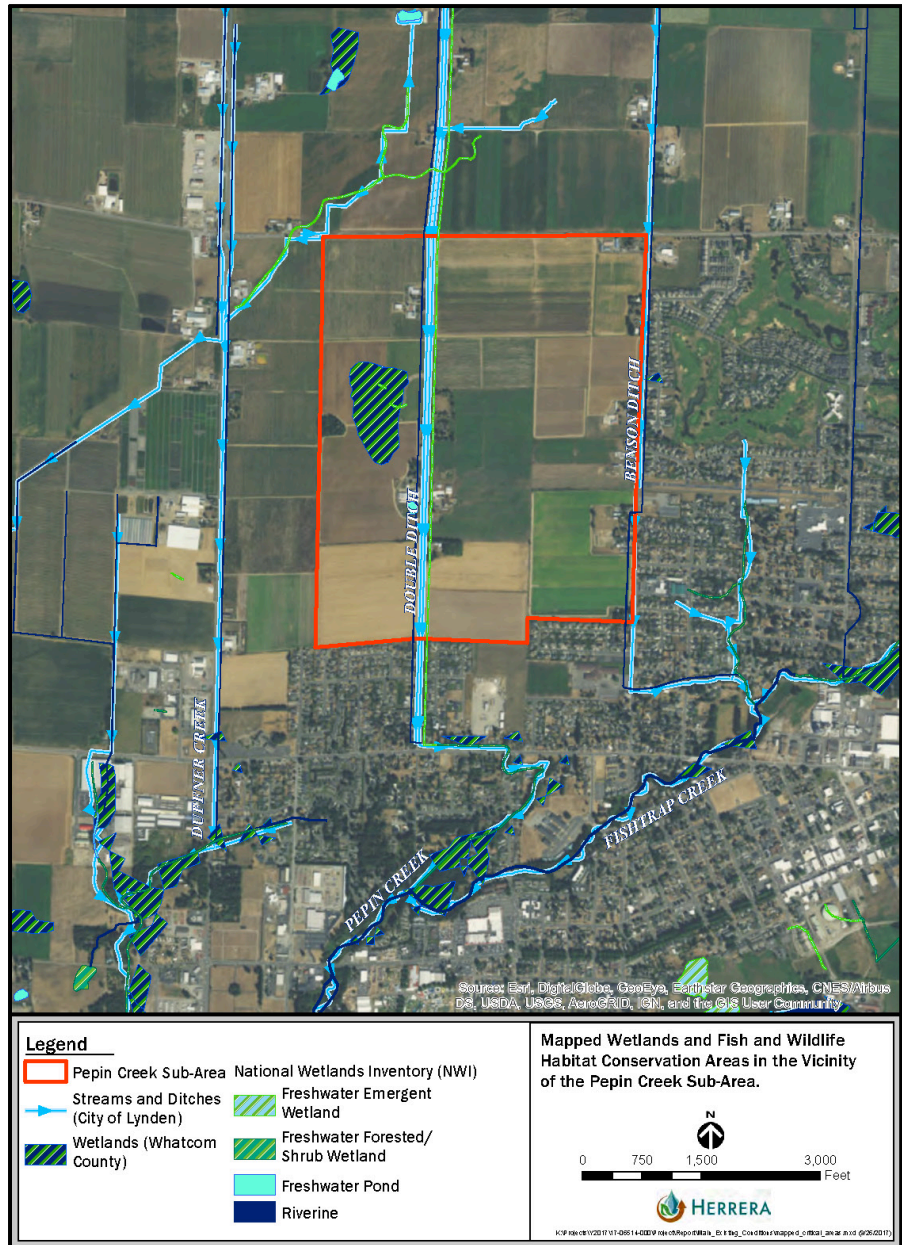 BENSON DITCH
DOUBLE DITCH
DUFFNER CREEK
FISHTRAP CREEK
PEPIN CREEK
Source: Esri, DigitalGlobe, GeoEye, Earthstar Geographics, CNES/Airbus
DS, USDA, USGS, AeroGRID, IGN, and the GIS User Community
Legend
Pepin Creek Sub-Area
Streams and Ditches
(City of Lynden)
Wetlands (Whatcom
County)
National Wetlands Inventory (NWI)
Freshwater Emergent
Wetland
Freshwater Forested/
Shrub Wetland
Freshwater Pond
Riverine
Mapped Wetlands and Fish and Wildlife
Habitat Conservation Areas in the Vicinity
of the Pepin Creek Sub-Area.
N
0 750 1,500 3,000
Feet
HERRERA